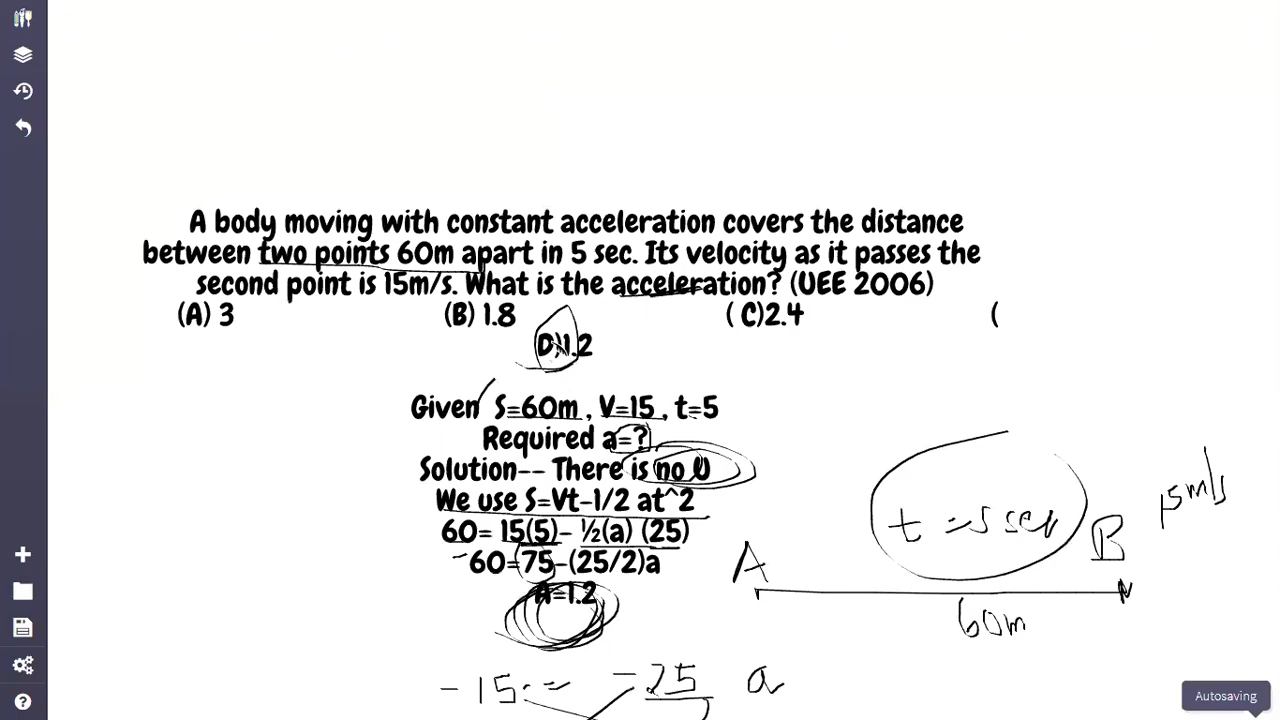 A body moving with constant acceleration covers the distance
between two points 60m apart in 5 sec. Its velocity as it passes the
second point is 15m/s. What is the acceleration? (UEE 2006)
(A) 3 (B) 1.8 ( C)2.4 (
D)1.2
Given S=60m , V=15 , t=5
Required a=?
Solution-- There is no U
We use S=Vt-1/2 at^2
60= 15(5)- ½(a) (25)
-60=75-(25/2)a
A=1.2
t = 5 sec
15m/s
A
B
60m
-15 = -25 a
Autosaving